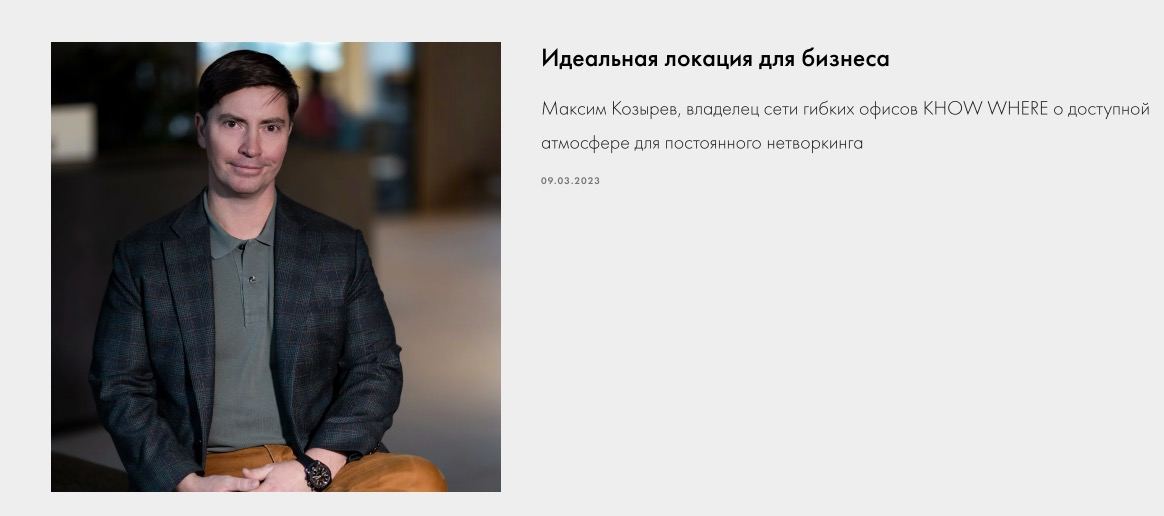 Идеальная локация для бизнеса
Максим Козырев, владелец сети гибких офисов KHOW WHERE о доступной
атмосфере для постоянного нетворкинга
09.03.2023